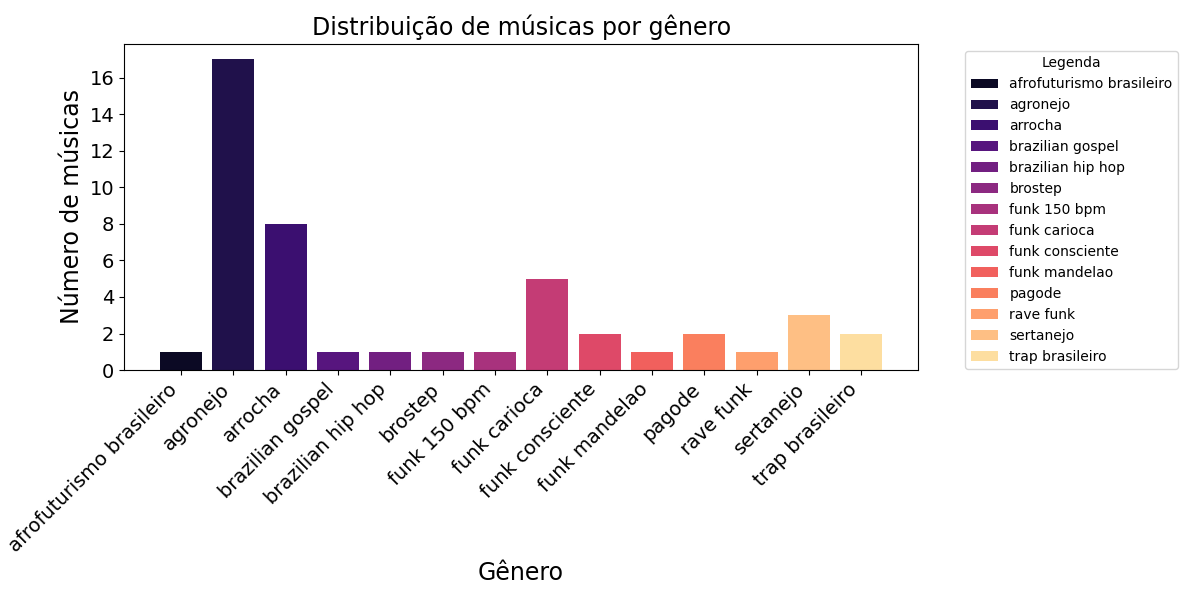 Distribuição de músicas por gênero
Número de músicas
16
14
12
10
8
6
4
2
0
afrofuturismo brasileiro
agronejo
arrocha
brazilian gospel
brazilian hip hop
brostep
funk 150 bpm
funk carioca
funk consciente
funk mandelao
pagode
rave funk
sertanejo
trap brasileiro
Gênero
Legenda
afrofuturismo brasileiro
agronejo
arrocha
brazilian gospel
brazilian hip hop
brostep
funk 150 bpm
funk carioca
funk consciente
funk mandelao
pagode
rave funk
sertanejo
trap brasileiro